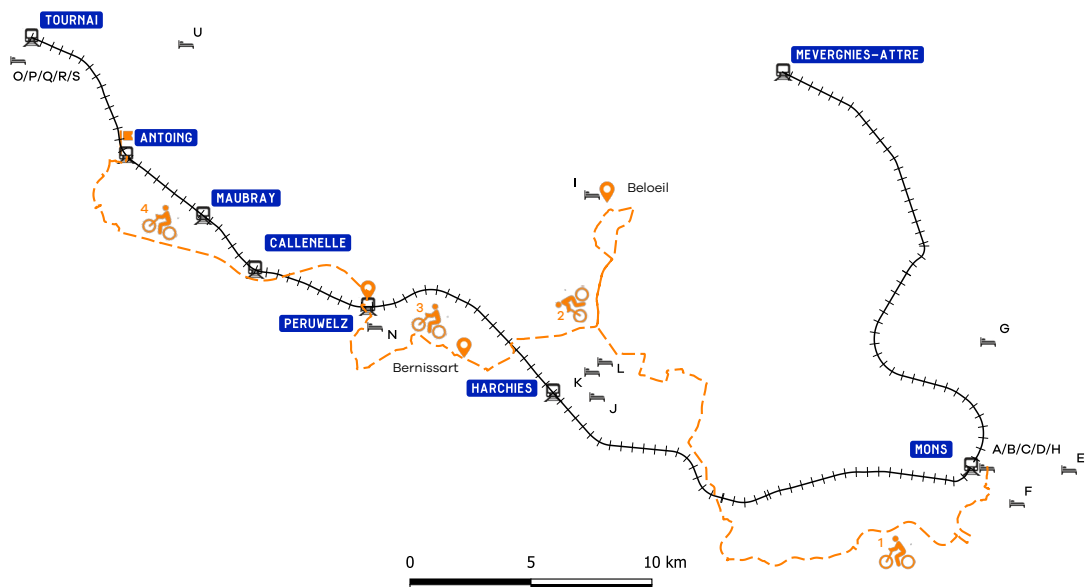 TOURNAI
U
O/P/Q/R/S
MEVERGNIES-ATTRE
ANTOING
MAUBRAY
4
I
Beloeil
CALLENELLE
PERUWELZ
N
3
2
Bernissart
G
HARCHIES
K
L
J
MONS
A/B/C/D/H
E
F
1
0
5
10 km